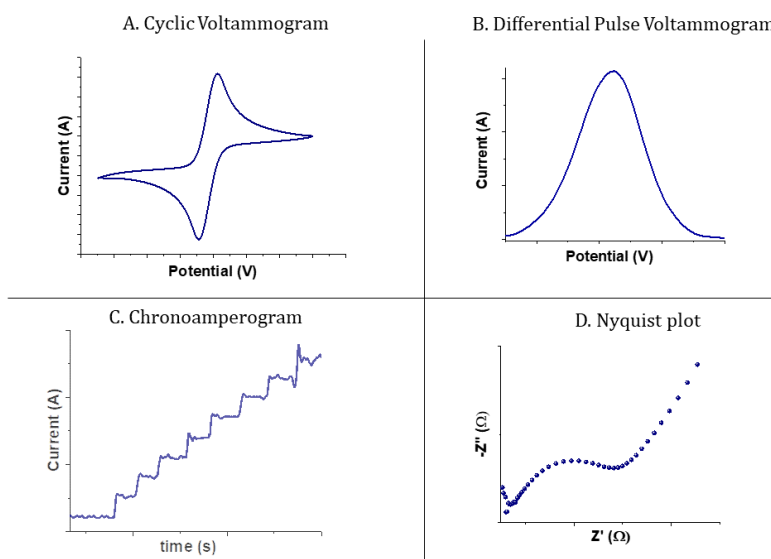 A. Cyclic Voltammogram
Current (A)
Potential (V)
B. Differential Pulse Voltammogram
Current (A)
Potential (V)
C. Chronoamperogram
Current (A)
time (s)
D. Nyquist plot
-Z" (Ω)
Z' (Ω)